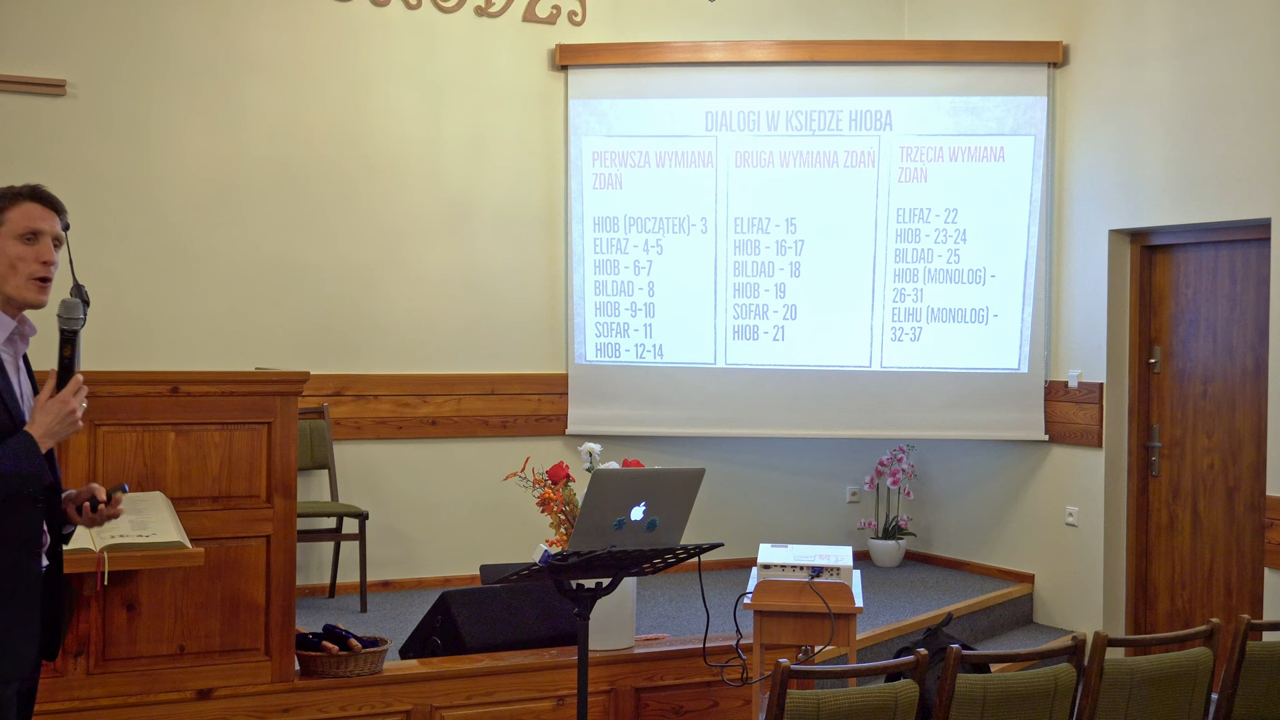 DIALOGI W KSIĘDZE HIOBA
PIERWSZA WYMIANA
ZDAŃ
HIOB (POCZĄTEK)- 3
ELIFAZ - 4-5
HIOB - 6-7
BILDAD - 8
HIOB -9-10
SOFAR - 11
HIOB - 12-14
DRUGA WYMIANA ZDAŃ
ELIFAZ - 15
HIOB - 16-17
BILDAD - 18
HIOB - 19
SOFAR - 20
HIOB - 21
TRZECIA WYMIANA
ZDAŃ
ELIFAZ - 22
HIOB - 23-24
BILDAD - 25
HIOB (MONOLOG) -
26-31
ELIHU (MONOLOG) -
32-37